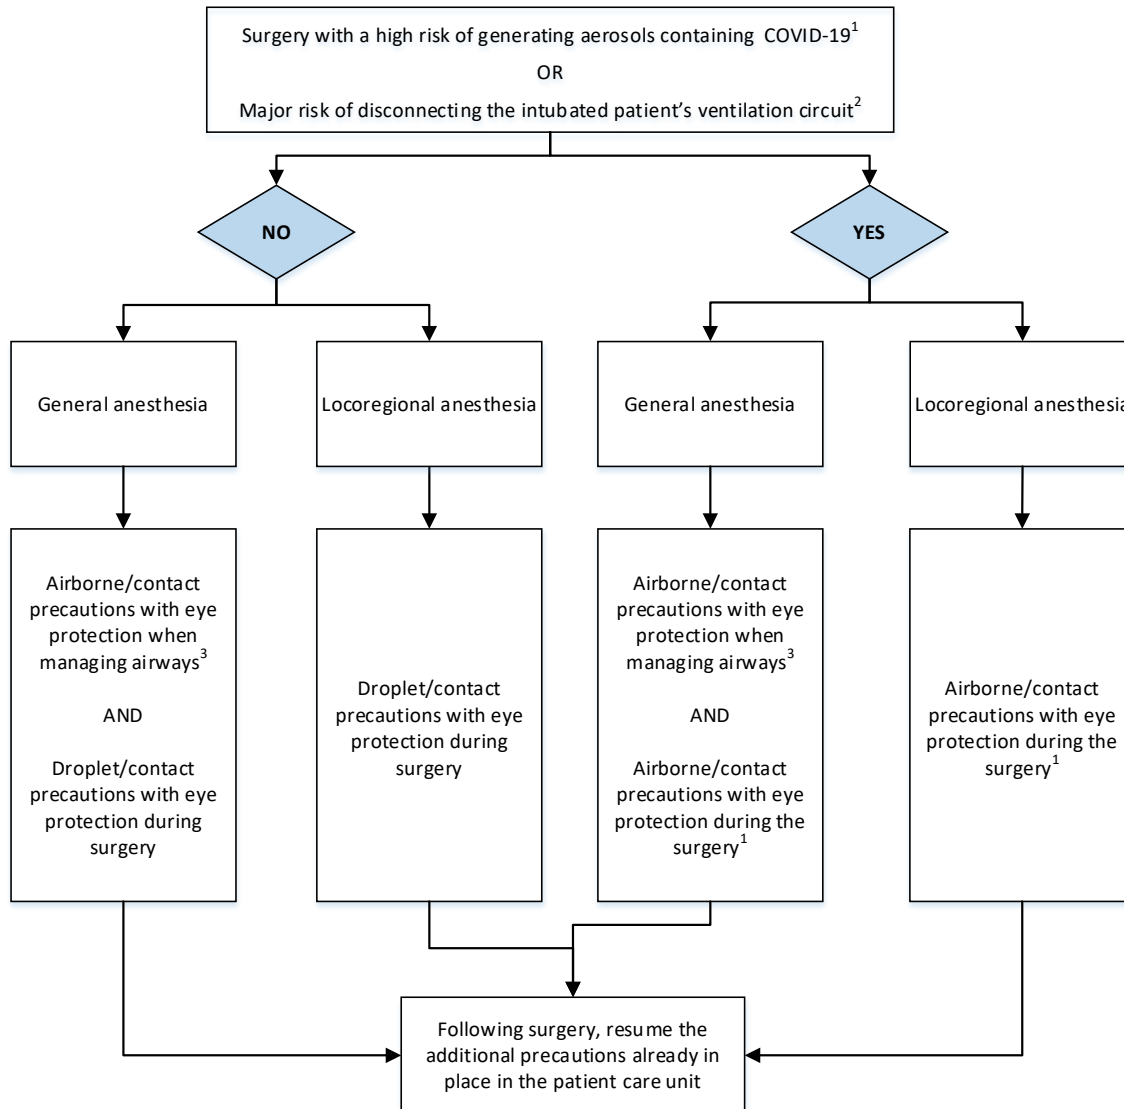 Surgery with a high risk of generating aerosols containing COVID-19¹
OR
Major risk of disconnecting the intubated patient's ventilation circuit²
NO
YES
General anesthesia
Locoregional anesthesia
General anesthesia
Locoregional anesthesia
Airborne/contact
precautions with eye
protection when
managing airways³
AND
Droplet/contact
precautions with eye
protection during
surgery
Droplet/contact
precautions with eye
protection during
surgery
Airborne/contact
precautions with eye
protection when
managing airways³
AND
Airborne/contact
precautions with eye
protection during the
surgery¹
Airborne/contact
precautions with eye
protection during the
surgery¹
Following surgery, resume the
additional precautions already in
place in the patient care unit